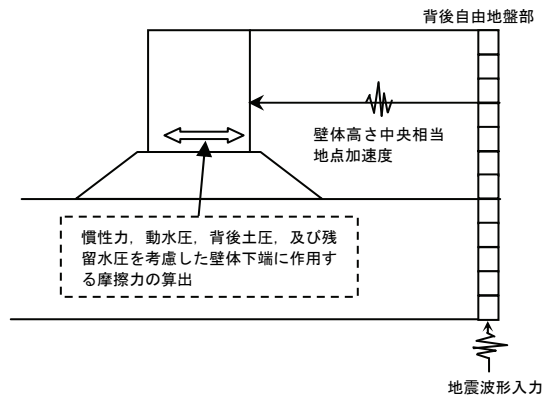 背後自由地盤部
壁体高さ中央相当
地点加速度
慣性力，動水圧，背後土圧，及び残
留水圧を考慮した壁体下端に作用す
る摩擦力の算出
地震波形入力